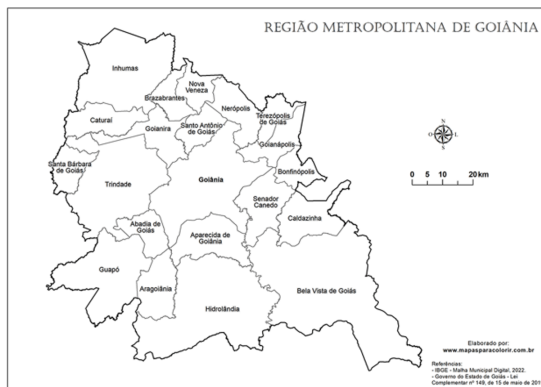 REGIÃO METROPOLITANA DE GOIÂNIA
Inhumas
Nova
Veneza
Brazabrantes
Nerópolis
Terezópolis
de Goiás
Caturaí
Goianira
Santo Antônio
de Goiás
Goianápolis
Santa Bárbara
de Goiás
Trindade
Goiânia
Bonfinópolis
Senador
Canedo
Caldazinha
Abadia de
Goiás
Aparecida de
Goiânia
Guapó
Aragoiânia
Hidrolândia
Bela Vista de Goiás
N
O L
S
0 5 10 20 km
Elaborado por:
www.mapasparacolorir.com.br
Referências:
- IBGE - Malha Municipal Digital, 2022.
- Governo do Estado de Goiás - Lei
Complementar nº 149, de 15 de maio de